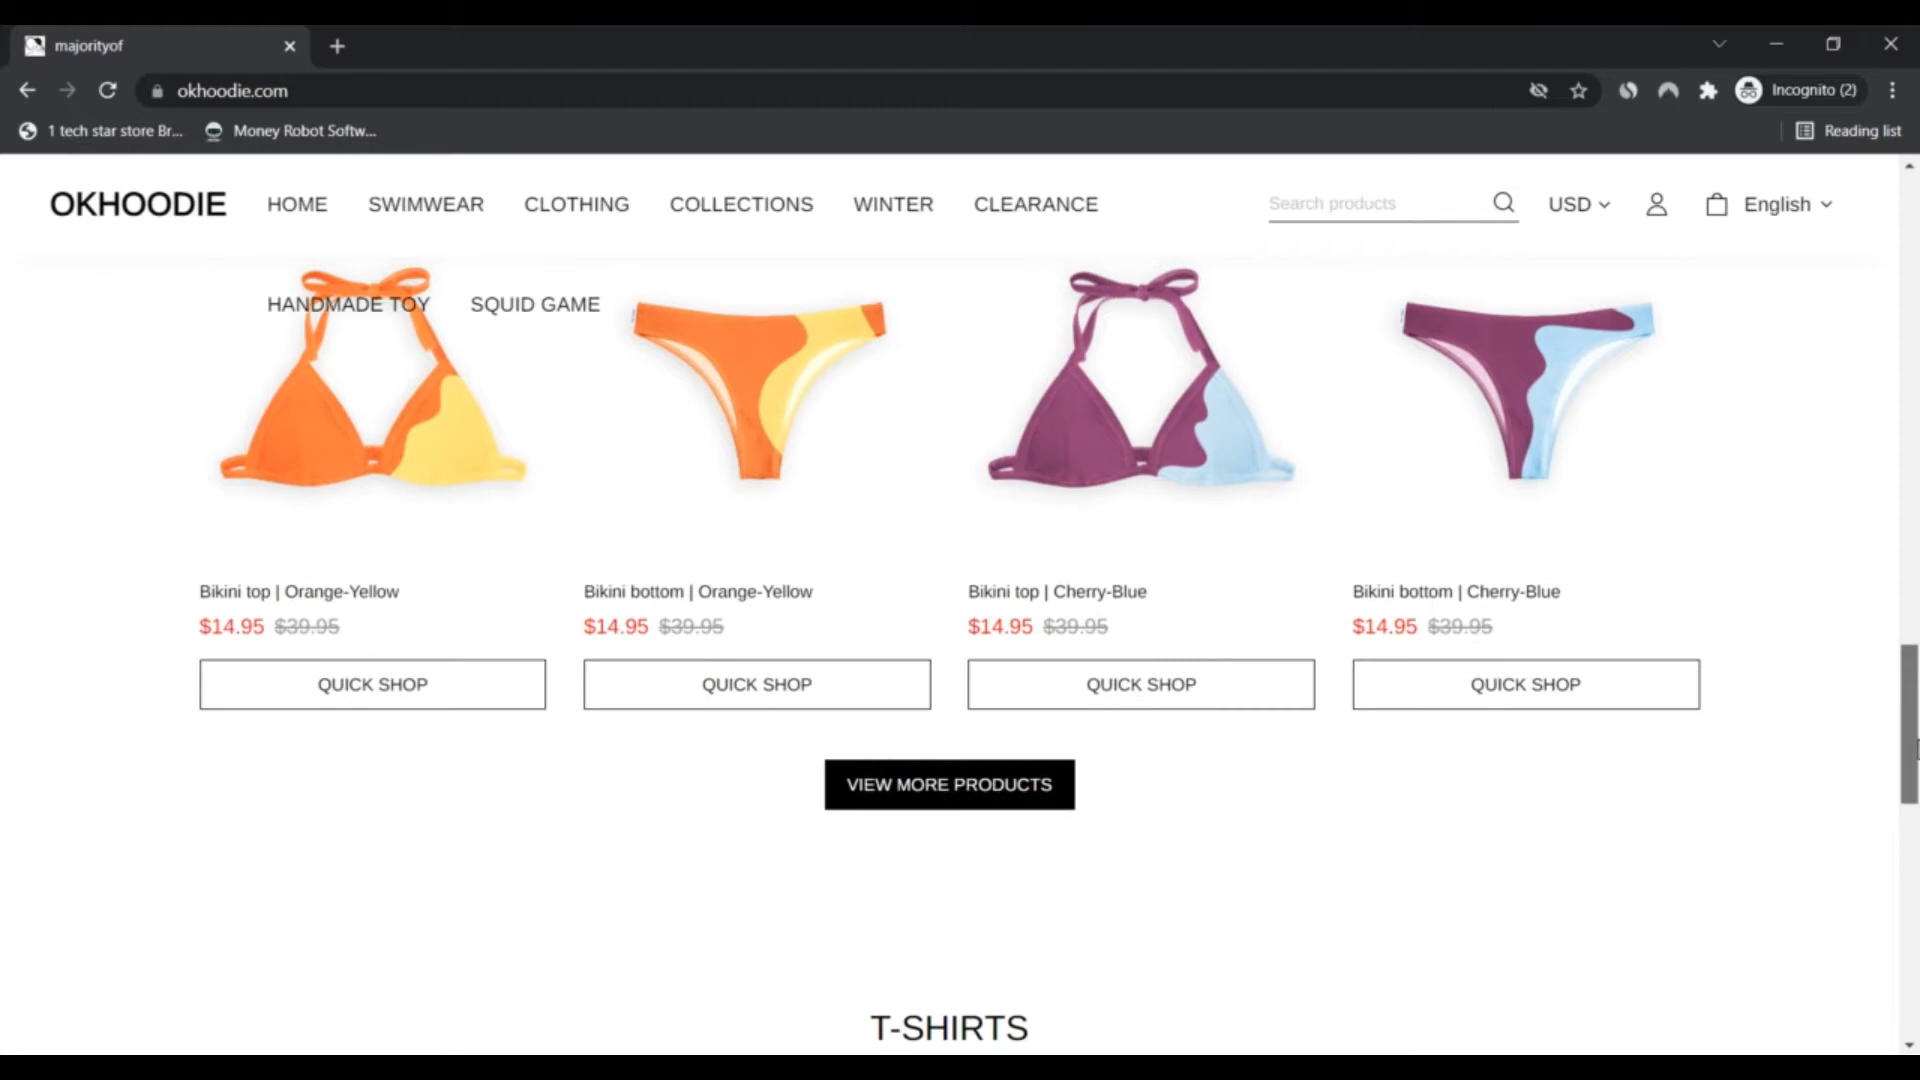 majorityof
okhoodie.com
Incognito (2)
1 tech star store Br...
Money Robot Softw...
Reading list
OKHOODIE HOME SWIMWEAR CLOTHING COLLECTIONS WINTER CLEARANCE Search products USD English
HANDMADE TOY SQUID GAME
Bikini top | Orange-Yellow
$14.95 $39.95
QUICK SHOP
Bikini bottom | Orange-Yellow
$14.95 $39.95
QUICK SHOP
Bikini top | Cherry-Blue
$14.95 $39.95
QUICK SHOP
Bikini bottom | Cherry-Blue
$14.95 $39.95
QUICK SHOP
VIEW MORE PRODUCTS
T-SHIRTS